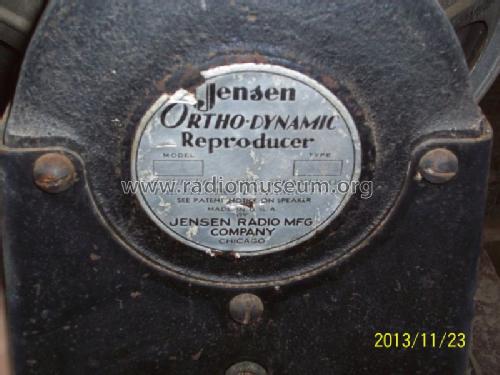 Jensen
ORTHO-DYNAMIC
Reproducer
MODEL TYPE
www.radiomuseum.org
SEE PATENT NOTICE ON SPEAKER
MADE IN U.S.A.
BY
JENSEN RADIO MFG
COMPANY
CHICAGO
2013/11/23